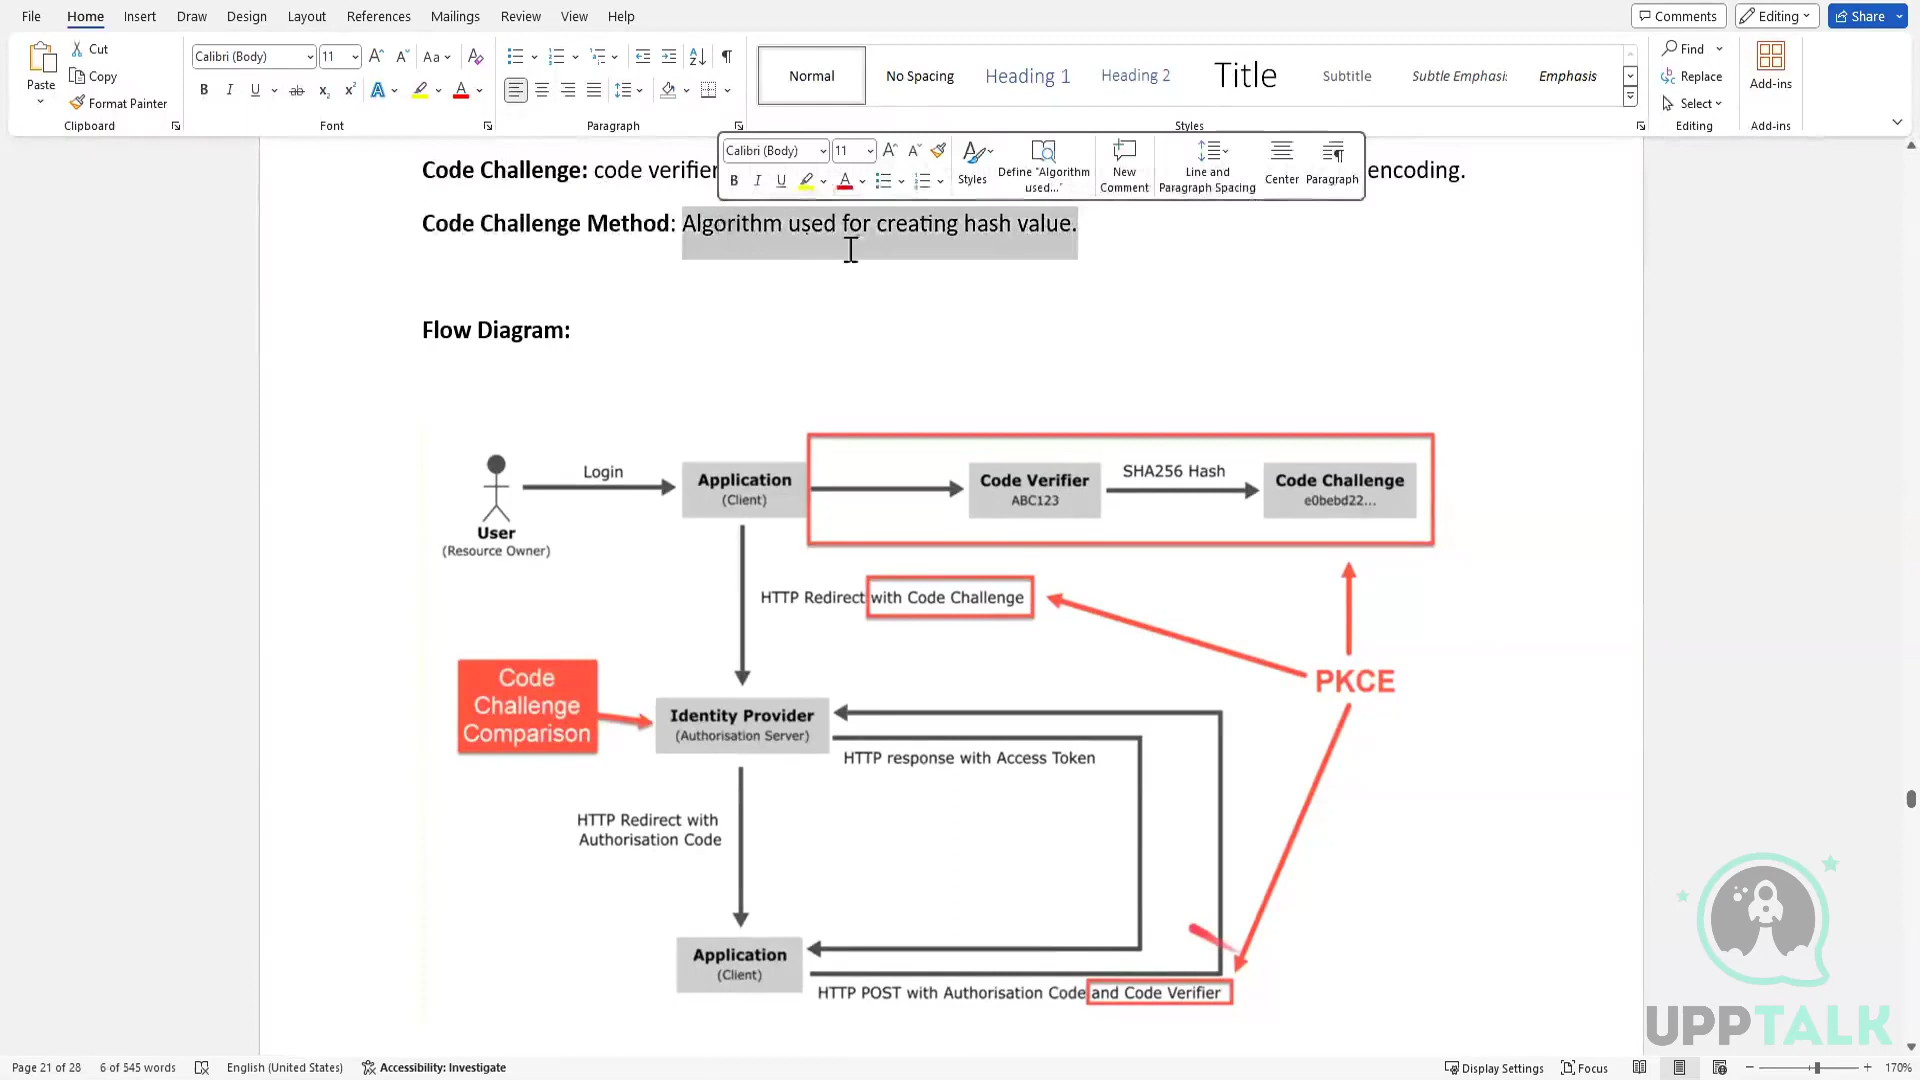 File Home Insert Draw Design Layout References Mailings Review View Help Comments Editing Share
Cut
Copy
Format Painter
Paste
Clipboard
Calibri (Body) 11
Font
Paragraph
Normal No Spacing Heading 1 Heading 2 Title Subtitle Subtle Emphasi: Emphasis
Styles
Find
Replace
Select
Editing
Add-ins
Add-ins
Calibri (Body) 11
Styles
Define "Algorithm used..."
New Comment
Line and Paragraph Spacing
Center
Paragraph
Code Challenge: code verifier encoding.
Code Challenge Method: Algorithm used for creating hash value.
Flow Diagram:
User
(Resource Owner)
Login
Application
(Client)
Code Verifier
ABC123
SHA256 Hash
Code Challenge
e0bebd22...
HTTP Redirect with Code Challenge
PKCE
Code
Challenge
Comparison
Identity Provider
(Authorisation Server)
HTTP response with Access Token
HTTP Redirect with
Authorisation Code
Application
(Client)
HTTP POST with Authorisation Code and Code Verifier
UPPTALK
Page 21 of 28 6 of 545 words English (United States) Accessibility: Investigate Display Settings Focus 170%